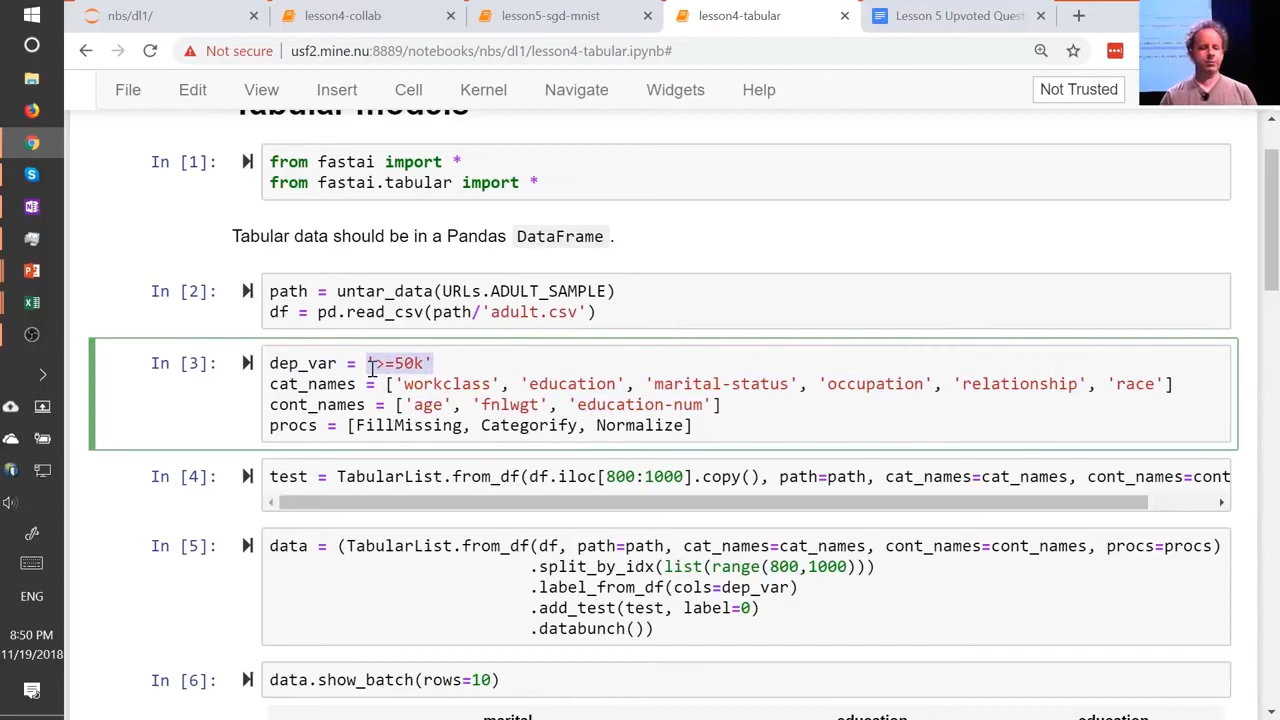 nbs/dl1/
lesson4-collab
lesson5-sgd-mnist
lesson4-tabular
Lesson 5 Upvoted Quest
Not secure | usf2.mine.nu:8889/notebooks/nbs/dl1/lesson4-tabular.ipynb#
File Edit View Insert Cell Kernel Navigate Widgets Help Not Trusted
Tabular models
In [1]: from fastai import *
from fastai.tabular import *
Tabular data should be in a Pandas DataFrame .
In [2]: path = untar_data(URLs.ADULT_SAMPLE)
df = pd.read_csv(path/'adult.csv')
In [3]: dep_var = '>=50k'
cat_names = ['workclass', 'education', 'marital-status', 'occupation', 'relationship', 'race']
cont_names = ['age', 'fnlwgt', 'education-num']
procs = [FillMissing, Categorify, Normalize]
In [4]: test = TabularList.from_df(df.iloc[800:1000].copy(), path=path, cat_names=cat_names, cont_names=cont
In [5]: data = (TabularList.from_df(df, path=path, cat_names=cat_names, cont_names=cont_names, procs=procs)
.split_by_idx(list(range(800,1000)))
.label_from_df(cols=dep_var)
.add_test(test, label=0)
.databunch())
In [6]: data.show_batch(rows=10)
marital education education
ENG
8:50 PM
11/19/2018